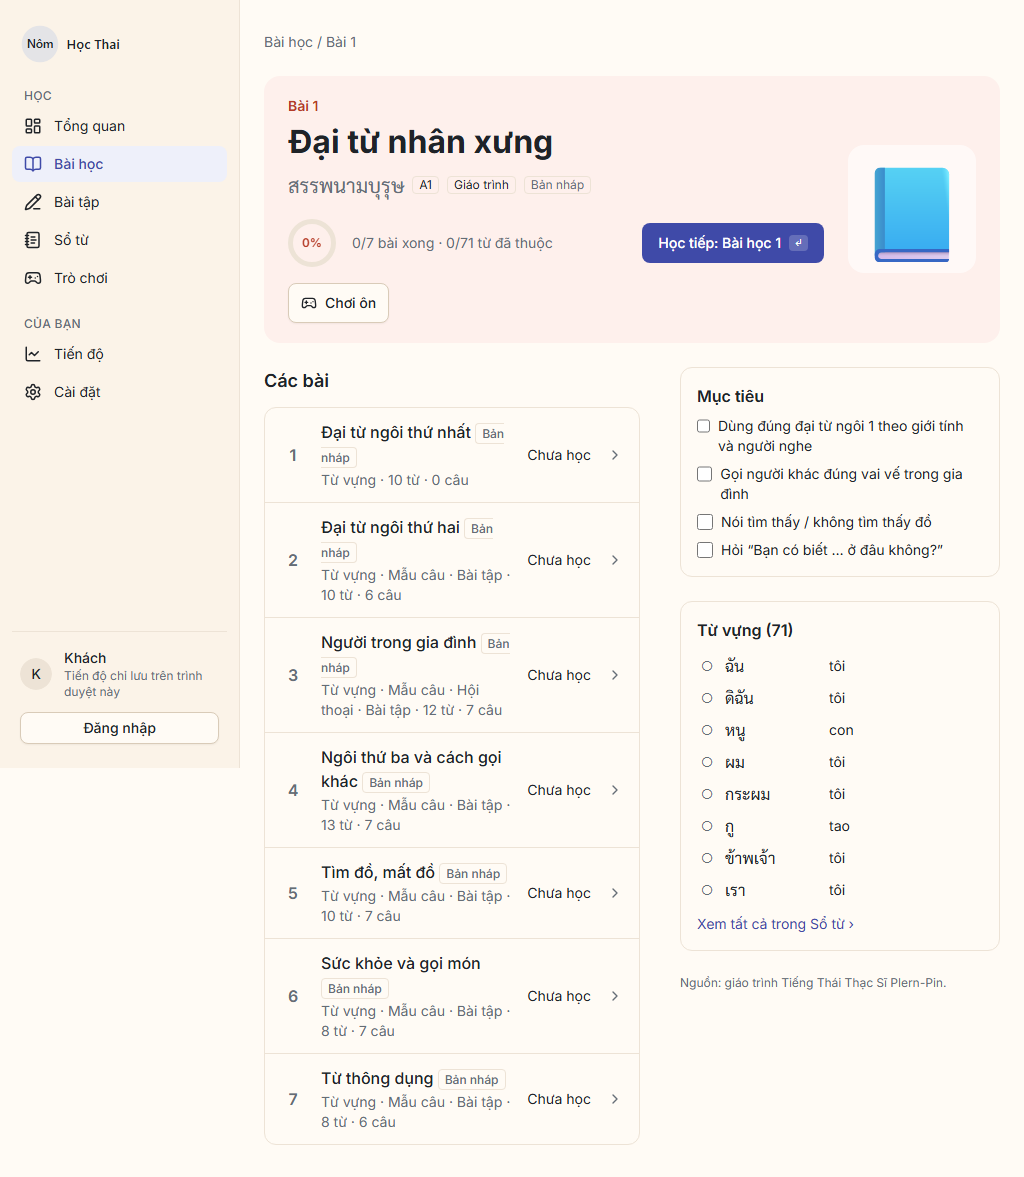 Nôm
Học Thai
HỌC
Tổng quan
Bài học
Bài tập
Sổ từ
Trò chơi
CỦA BẠN
Tiến độ
Cài đặt
K
Khách
Tiến độ chỉ lưu trên trình
duyệt này
Đăng nhập
Bài học / Bài 1
Bài 1
Đại từ nhân xưng
สรรพนามบุรุษ A1 Giáo trình Bản nháp
0% 0/7 bài xong · 0/71 từ đã thuộc
Học tiếp: Bài học 1 ↵
Chơi ôn
Các bài
1
Đại từ ngôi thứ nhất Bản
nháp
Từ vựng · 10 từ · 0 câu
Chưa học
2
Đại từ ngôi thứ hai Bản
nháp
Từ vựng · Mẫu câu · Bài tập ·
10 từ · 6 câu
Chưa học
3
Người trong gia đình Bản
nháp
Từ vựng · Mẫu câu · Hội
thoại · Bài tập · 12 từ · 7 câu
Chưa học
4
Ngôi thứ ba và cách gọi
khác Bản nháp
Từ vựng · Mẫu câu · Bài tập ·
13 từ · 7 câu
Chưa học
5
Tìm đồ, mất đồ Bản nháp
Từ vựng · Mẫu câu · Bài tập ·
10 từ · 7 câu
Chưa học
6
Sức khỏe và gọi món
Bản nháp
Từ vựng · Mẫu câu · Bài tập ·
8 từ · 7 câu
Chưa học
7
Từ thông dụng Bản nháp
Từ vựng · Mẫu câu · Bài tập ·
8 từ · 6 câu
Chưa học
Mục tiêu
Dùng đúng đại từ ngôi 1 theo giới tính
và người nghe
Gọi người khác đúng vai vế trong gia
đình
Nói tìm thấy / không tìm thấy đồ
Hỏi “Bạn có biết ... ở đâu không?”
Từ vựng (71)
ฉัน tôi
ดิฉัน tôi
หนู con
ผม tôi
กระผม tôi
กู tao
ข้าพเจ้า tôi
เรา tôi
Xem tất cả trong Sổ từ ›
Nguồn: giáo trình Tiếng Thái Thạc Sĩ Plern-Pin.